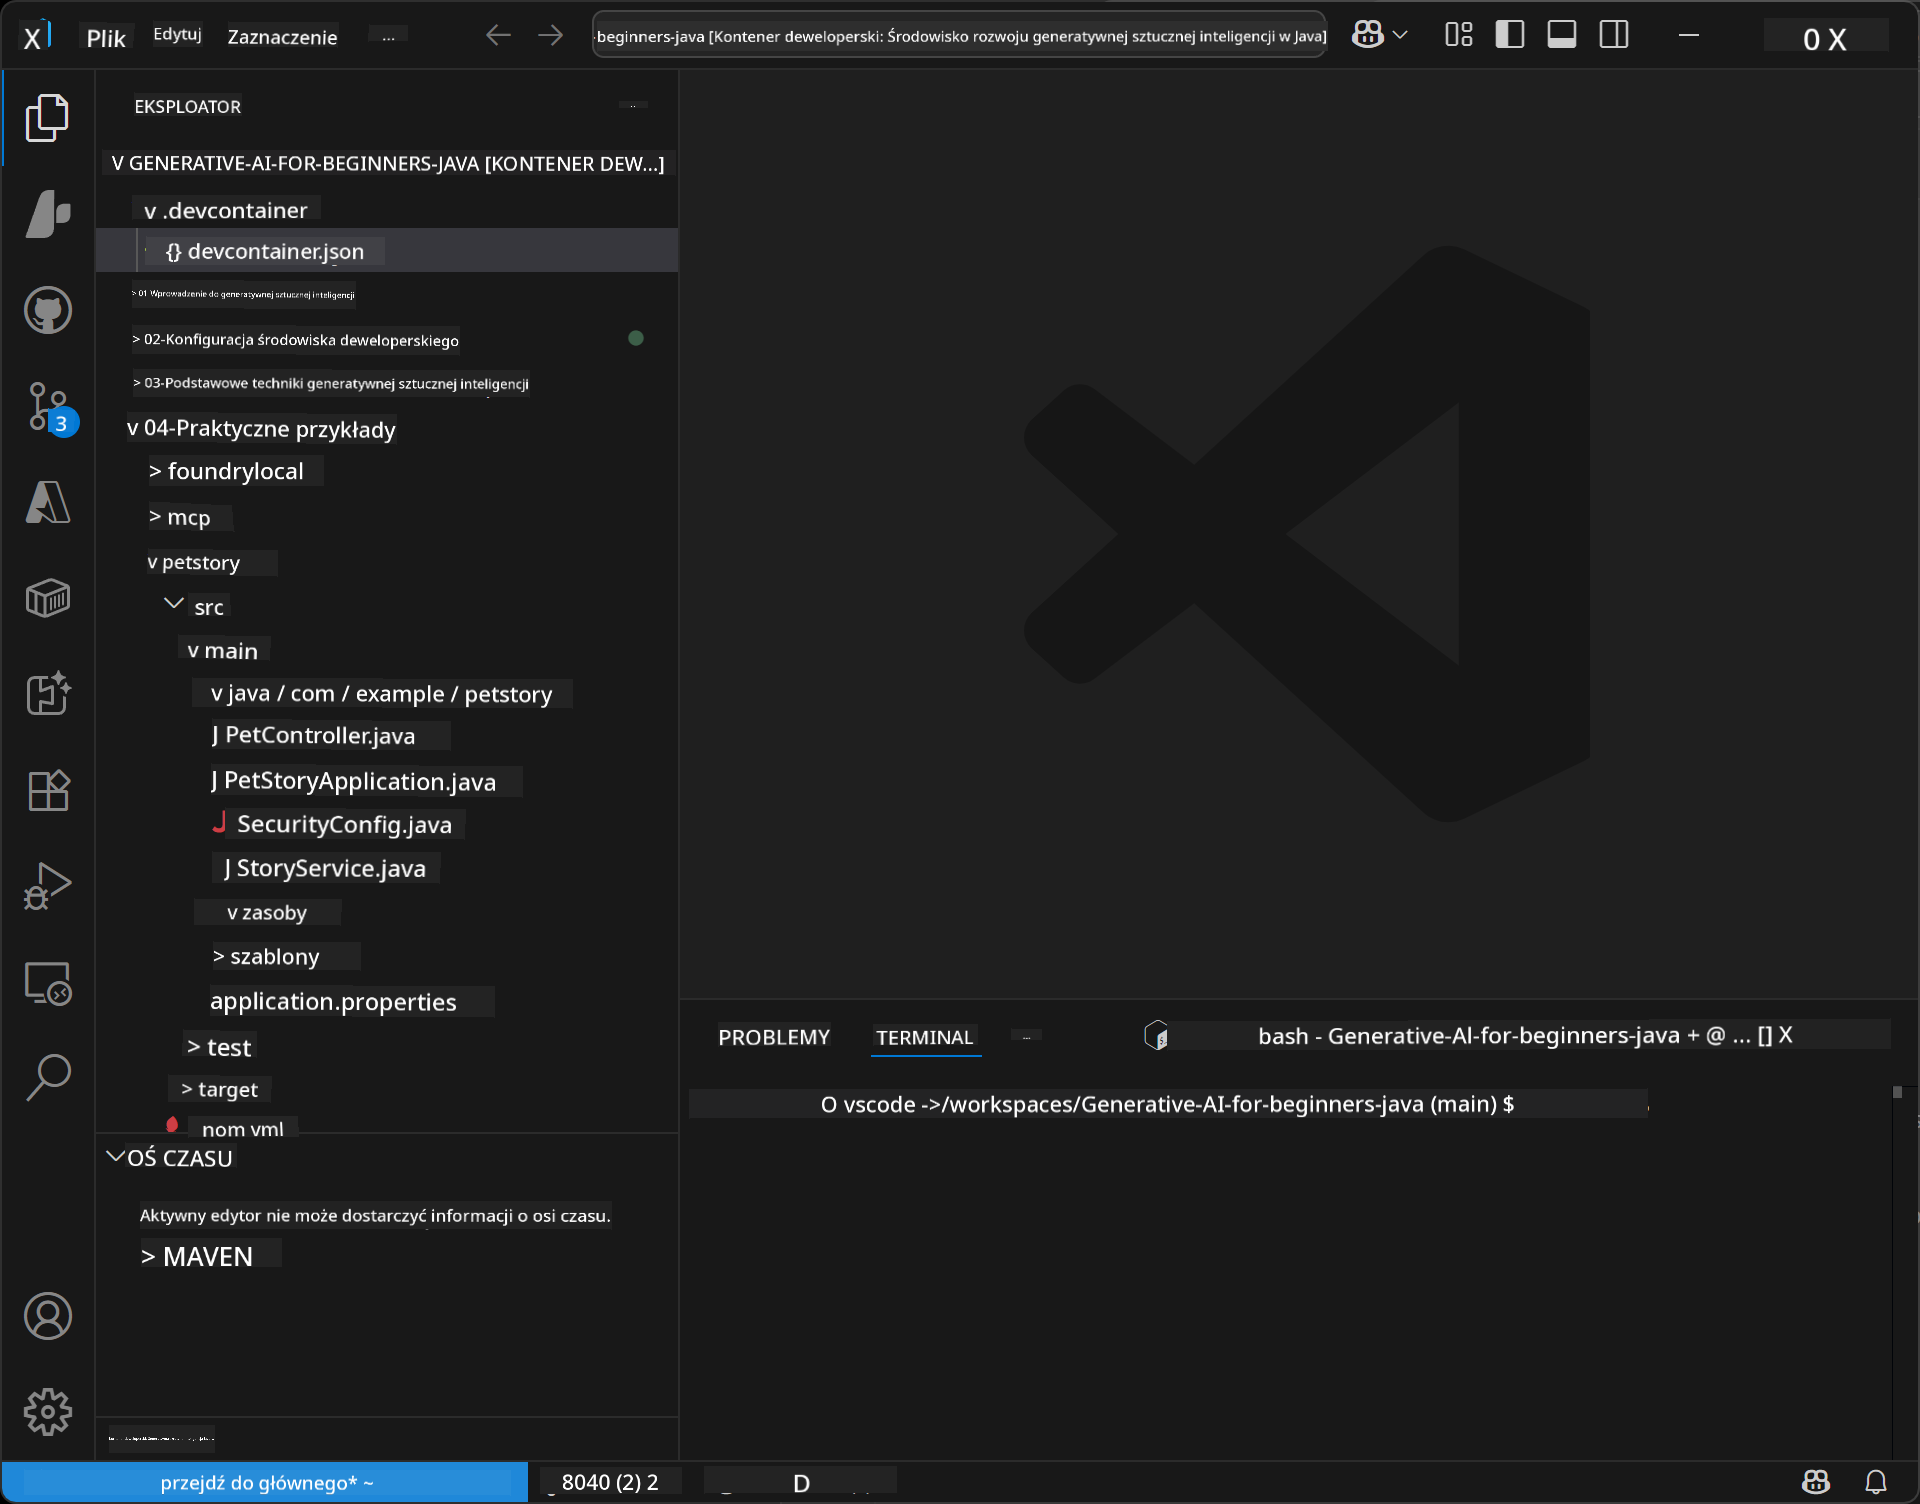 Plik Edytuj Zaznaczenie ...
-beginners-java [Kontener deweloperski: Środowisko rozwoju generatywnej sztucznej inteligencji w Java]
0 X
EKSPLOATOR
V GENERATIVE-AI-FOR-BEGINNERS-JAVA [KONTENER DEW...]
v .devcontainer
{} devcontainer.json
> 01 Wprowadzenie do generatywnej sztucznej inteligencji
> 02-Konfiguracja środowiska deweloperskiego
> 03-Podstawowe techniki generatywnej sztucznej inteligencji
v 04-Praktyczne przykłady
> foundrylocal
> mcp
v petstory
src
v main
v java / com / example / petstory
J PetController.java
J PetStoryApplication.java
J SecurityConfig.java
J StoryService.java
v zasoby
> szablony
application.properties
> test
> target
nom yml
OŚ CZASU
Aktywny edytor nie może dostarczyć informacji o osi czasu.
> MAVEN
3
PROBLEMY TERMINAL ...
bash - Generative-AI-for-beginners-java + @ ... [] X
O vscode ->/workspaces/Generative-AI-for-beginners-java (main) $
przejdź do głównego* ~
8040 (2) 2
D